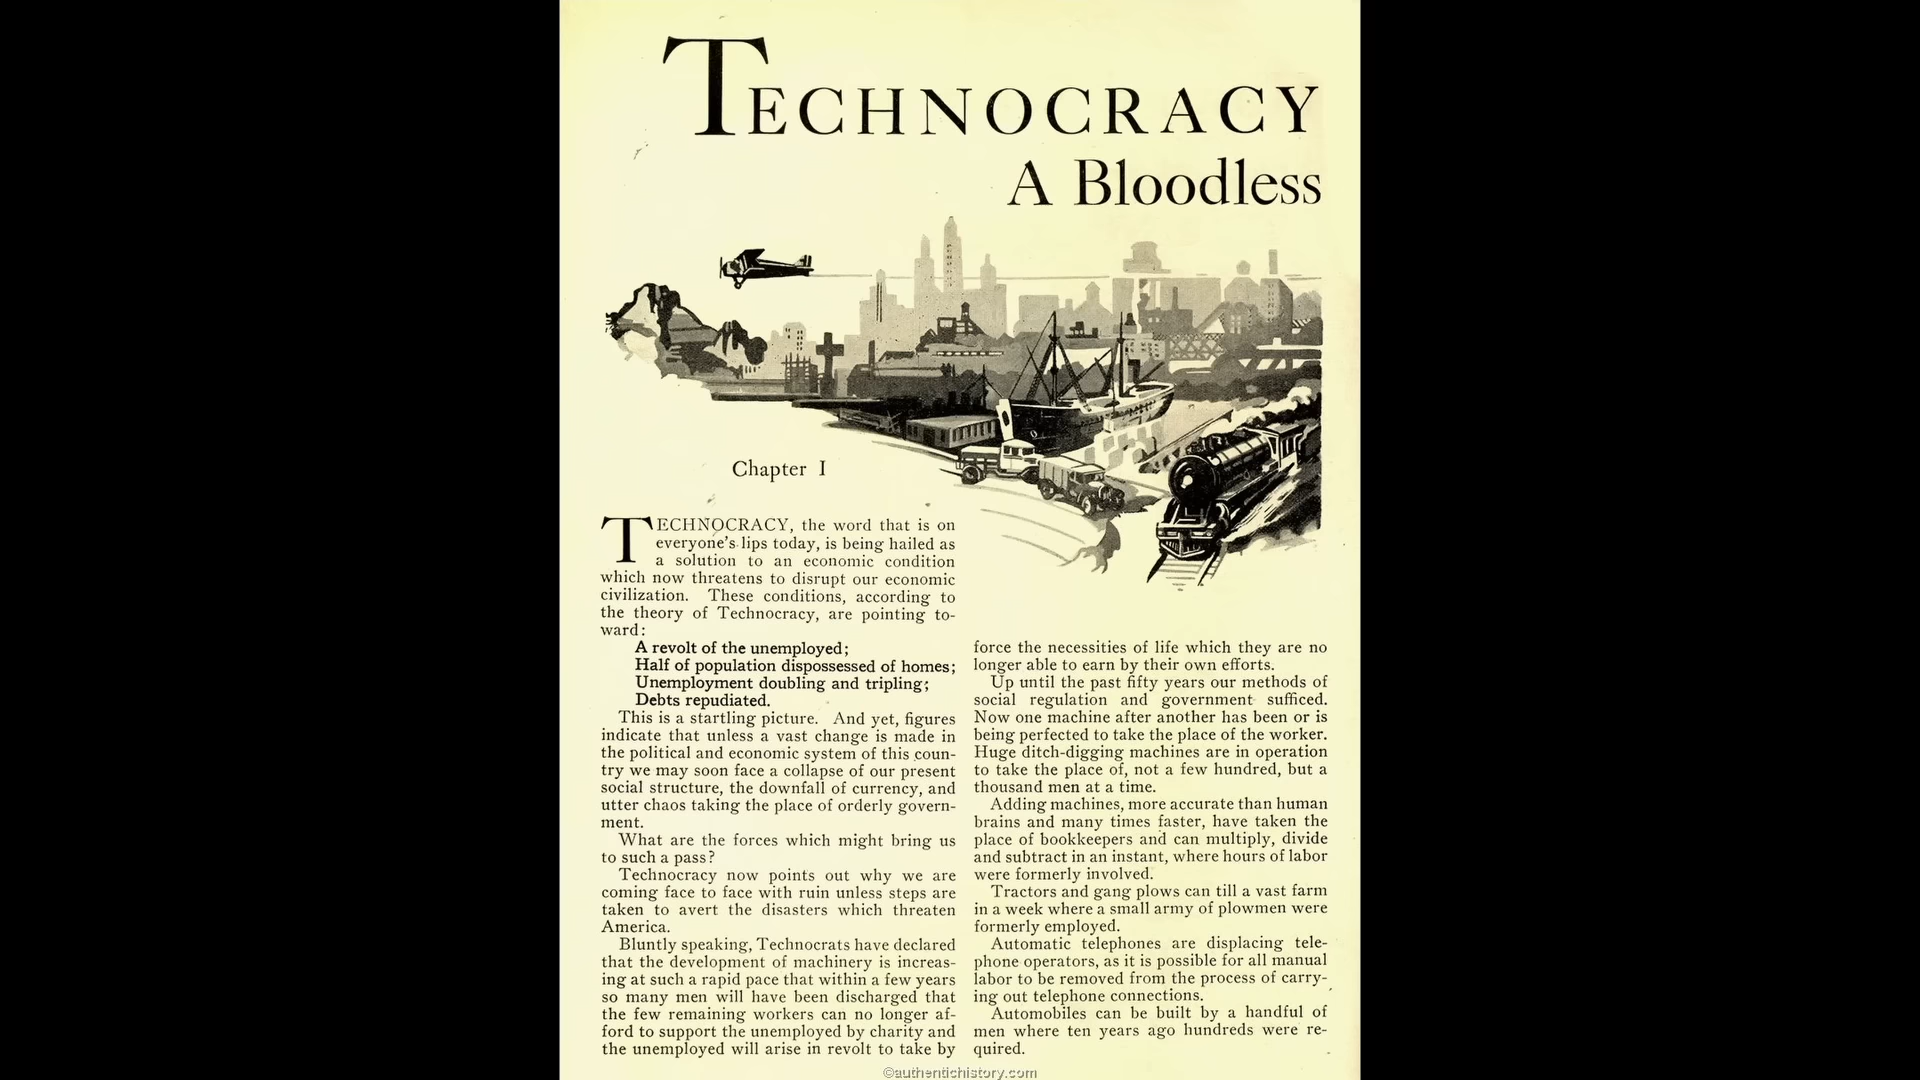 TECHNOCRACY
A Bloodless
Chapter I
TECHNOCRACY, the word that is on
everyone's lips today, is being hailed as
a solution to an economic condition
which now threatens to disrupt our economic
civilization. These conditions, according to
the theory of Technocracy, are pointing to-
ward:
A revolt of the unemployed;
Half of population dispossessed of homes;
Unemployment doubling and tripling;
Debts repudiated.
This is a startling picture. And yet, figures
indicate that unless a vast change is made in
the political and economic system of this coun-
try we may soon face a collapse of our present
social structure, the downfall of currency, and
utter chaos taking the place of orderly govern-
ment.
What are the forces which might bring us
to such a pass?
Technocracy now points out why we are
coming face to face with ruin unless steps are
taken to avert the disasters which threaten
America.
Bluntly speaking, Technocrats have declared
that the development of machinery is increas-
ing at such a rapid pace that within a few years
so many men will have been discharged that
the few remaining workers can no longer af-
ford to support the unemployed by charity and
the unemployed will arise in revolt to take by
force the necessities of life which they are no
longer able to earn by their own efforts.
Up until the past fifty years our methods of
social regulation and government sufficed.
Now one machine after another has been or is
being perfected to take the place of the worker.
Huge ditch-digging machines are in operation
to take the place of, not a few hundred, but a
thousand men at a time.
Adding machines, more accurate than human
brains and many times faster, have taken the
place of bookkeepers and can multiply, divide
and subtract in an instant, where hours of labor
were formerly involved.
Tractors and gang plows can till a vast farm
in a week where a small army of plowmen were
formerly employed.
Automatic telephones are displacing tele-
phone operators, as it is possible for all manual
labor to be removed from the process of carry-
ing out telephone connections.
Automobiles can be built by a handful of
men where ten years ago hundreds were re-
quired.
©authentichistory.com